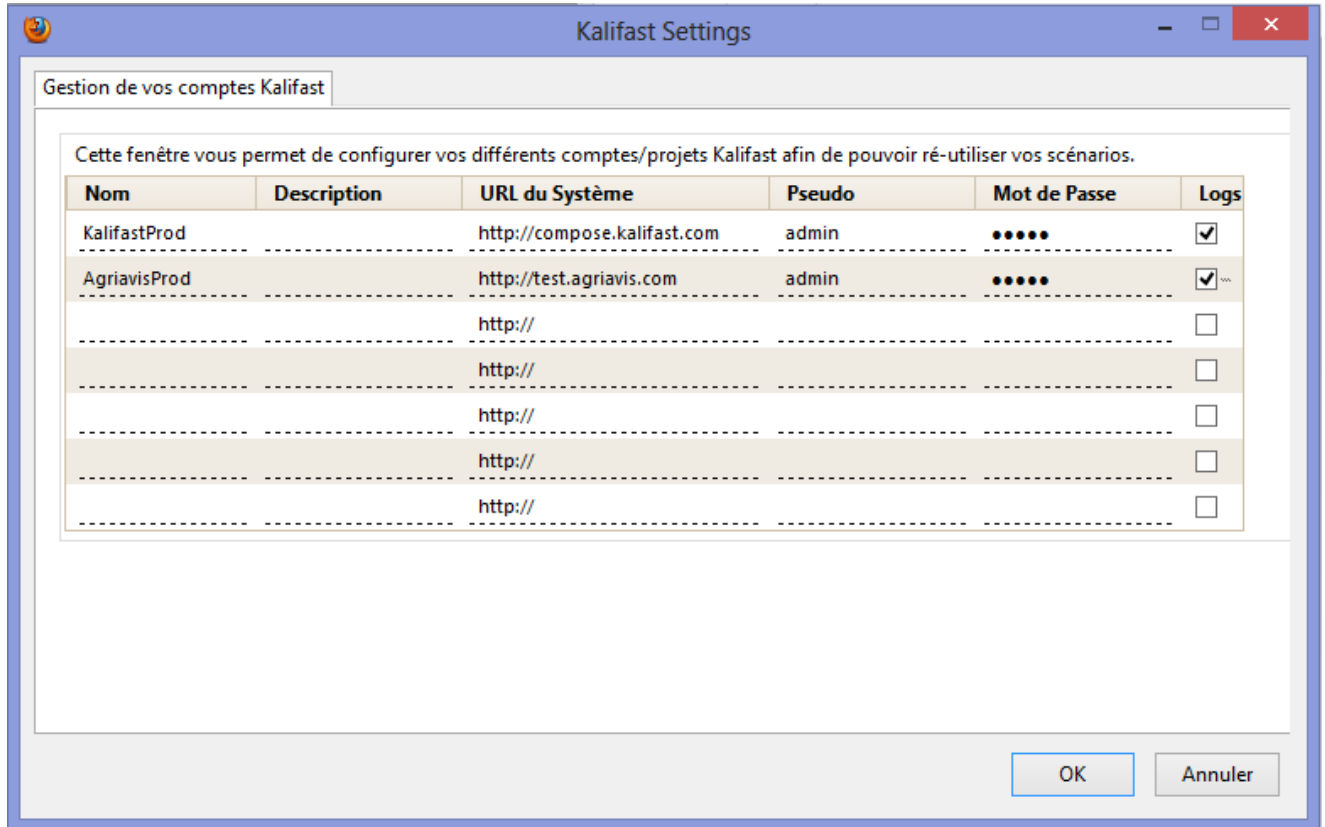 Kalifast Settings
Gestion de vos comptes Kalifast
Cette fenêtre vous permet de configurer vos différents comptes/projets Kalifast afin de pouvoir ré-utiliser vos scénarios.
Nom Description URL du Système Pseudo Mot de Passe Logs
KalifastProd http://compose.kalifast.com admin •••••
AgriavisProd http://test.agriavis.com admin •••••
http://
http://
http://
http://
http://
OK Annuler